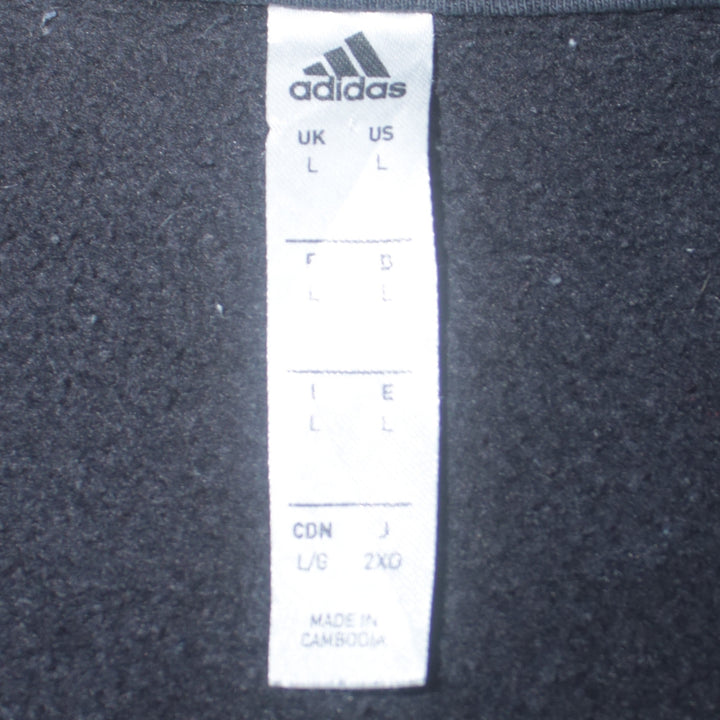 adidas
UK US
L L
F D
L L
I E
L L
CDN J
L/G 2XO
MADE IN
CAMBODIA